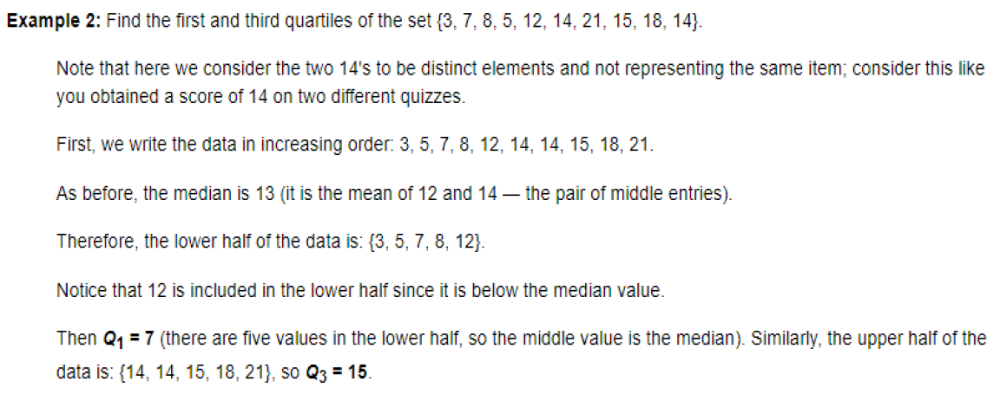 Example 2: Find the first and third quartiles of the set {3, 7, 8, 5, 12, 14, 21, 15, 18, 14}.
Note that here we consider the two 14's to be distinct elements and not representing the same item; consider this like
you obtained a score of 14 on two different quizzes.
First, we write the data in increasing order: 3, 5, 7, 8, 12, 14, 14, 15, 18, 21.
As before, the median is 13 (it is the mean of 12 and 14 — the pair of middle entries).
Therefore, the lower half of the data is: {3, 5, 7, 8, 12}.
Notice that 12 is included in the lower half since it is below the median value.
Then Q₁ = 7 (there are five values in the lower half, so the middle value is the median). Similarly, the upper half of the
data is: {14, 14, 15, 18, 21}, so Q₃ = 15.